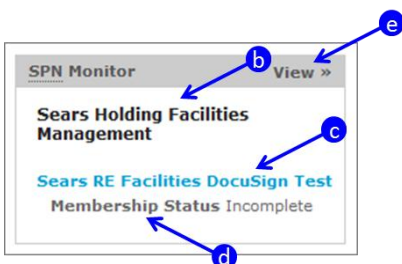 e
b
SPN Monitor View »
Sears Holding Facilities
Management
c
Sears RE Facilities DocuSign Test
Membership Status Incomplete
d